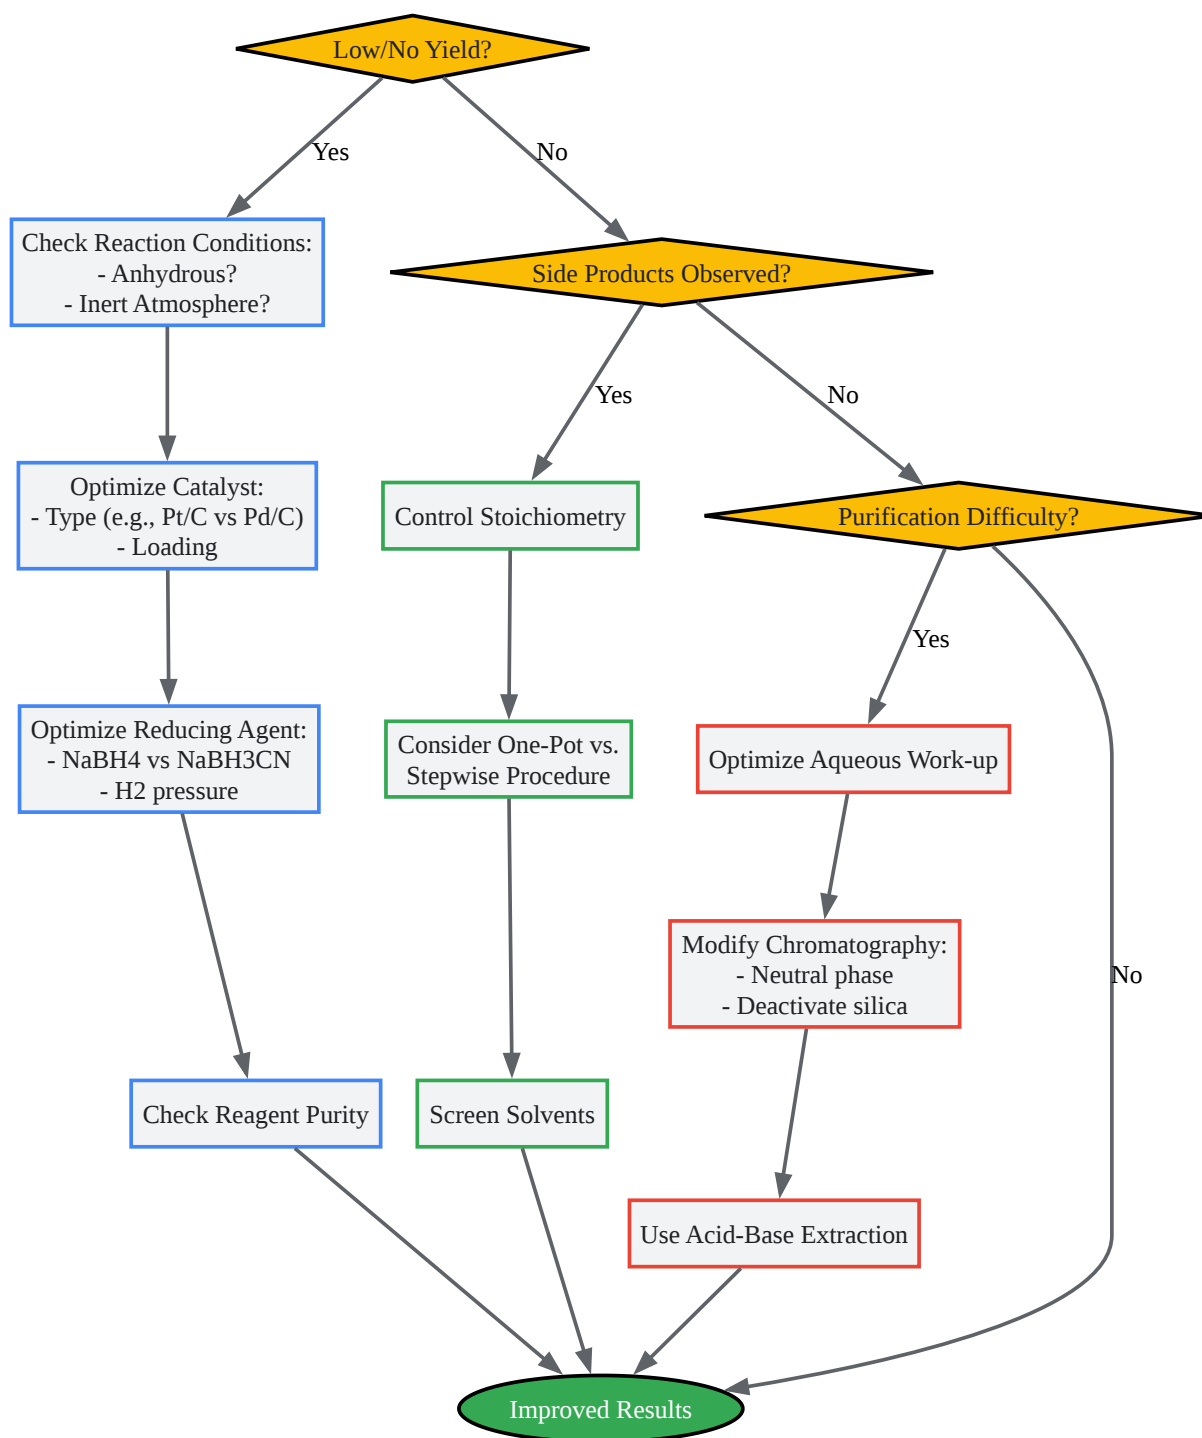 Low/No Yield?
Yes
No
Check Reaction Conditions:
- Anhydrous?
- Inert Atmosphere?
Side Products Observed?
Yes
No
Optimize Catalyst:
- Type (e.g., Pt/C vs Pd/C)
- Loading
Control Stoichiometry
Purification Difficulty?
Yes
Optimize Reducing Agent:
- NaBH4 vs NaBH3CN
- H2 pressure
Consider One-Pot vs.
Stepwise Procedure
Optimize Aqueous Work-up
Modify Chromatography:
- Neutral phase
- Deactivate silica
No
Check Reagent Purity
Screen Solvents
Use Acid-Base Extraction
Improved Results